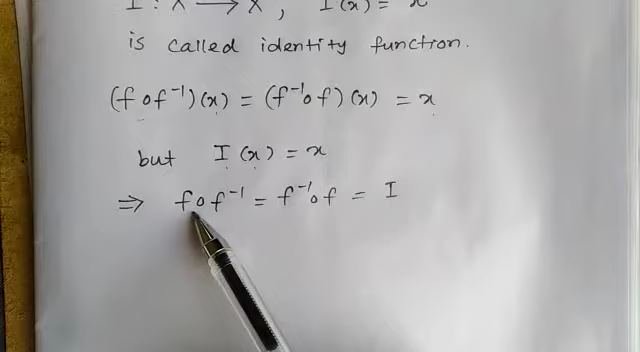 I : X → X , I(x) = x
is called identity function.
(f o f⁻¹)(x) = (f⁻¹o f)(x) = x
but I(x) = x
⇒ f o f⁻¹ = f⁻¹o f = I